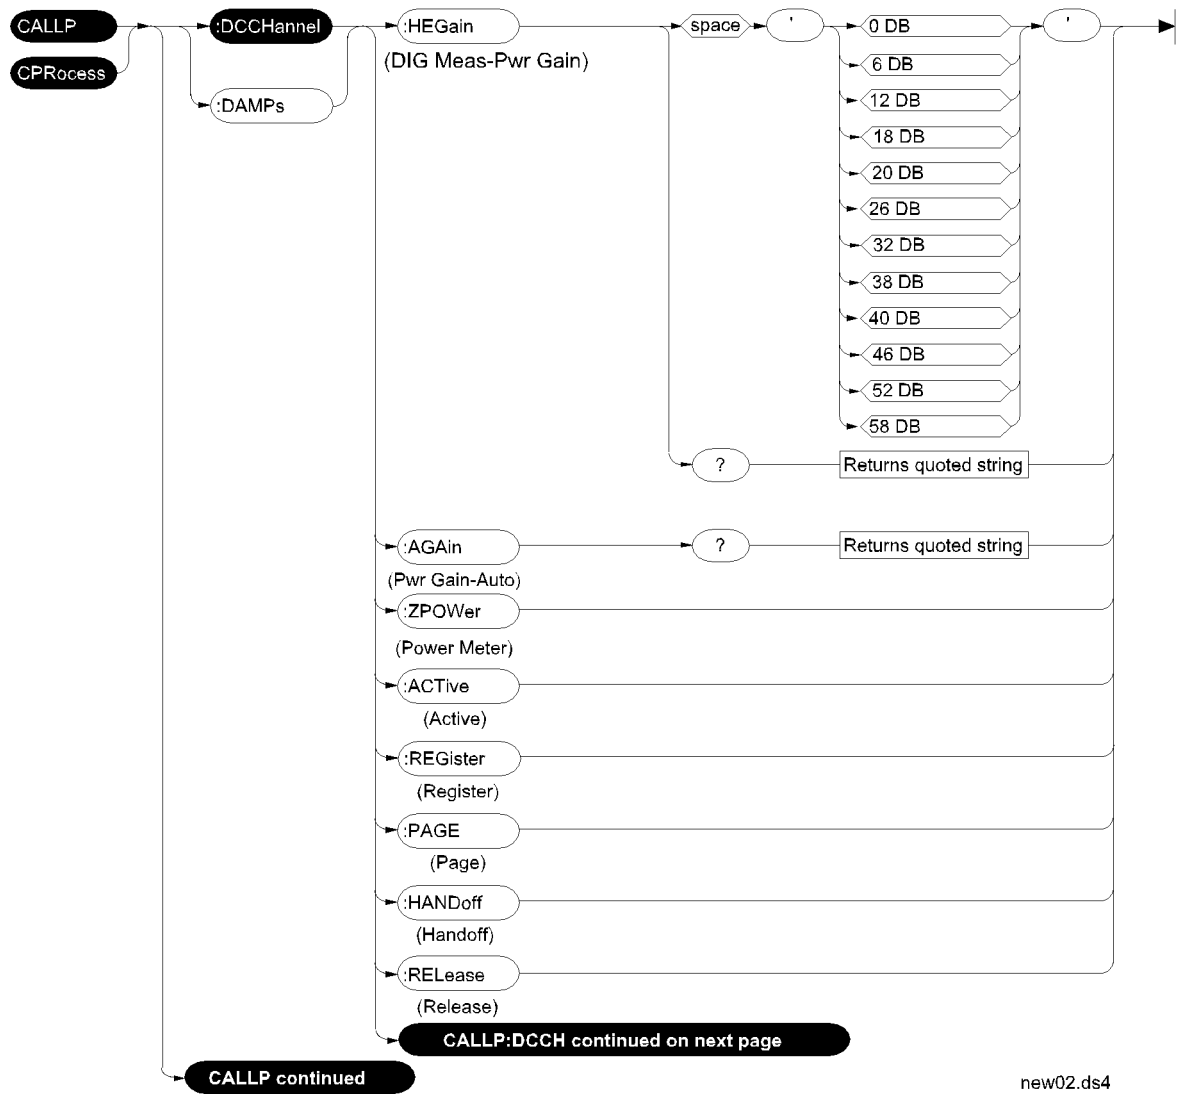 CALLP
:DCCHannel
:HEGain
space
'
0 DB
'
CPRocess
(DIG Meas-Pwr Gain)
6 DB
:DAMPs
12 DB
18 DB
20 DB
26 DB
32 DB
38 DB
40 DB
46 DB
52 DB
58 DB
?
Returns quoted string
:AGAin
?
Returns quoted string
(Pwr Gain-Auto)
:ZPOWer
(Power Meter)
:ACTive
(Active)
:REGister
(Register)
:PAGE
(Page)
:HANDoff
(Handoff)
:RELease
(Release)
CALLP:DCCH continued on next page
CALLP continued
new02.ds4